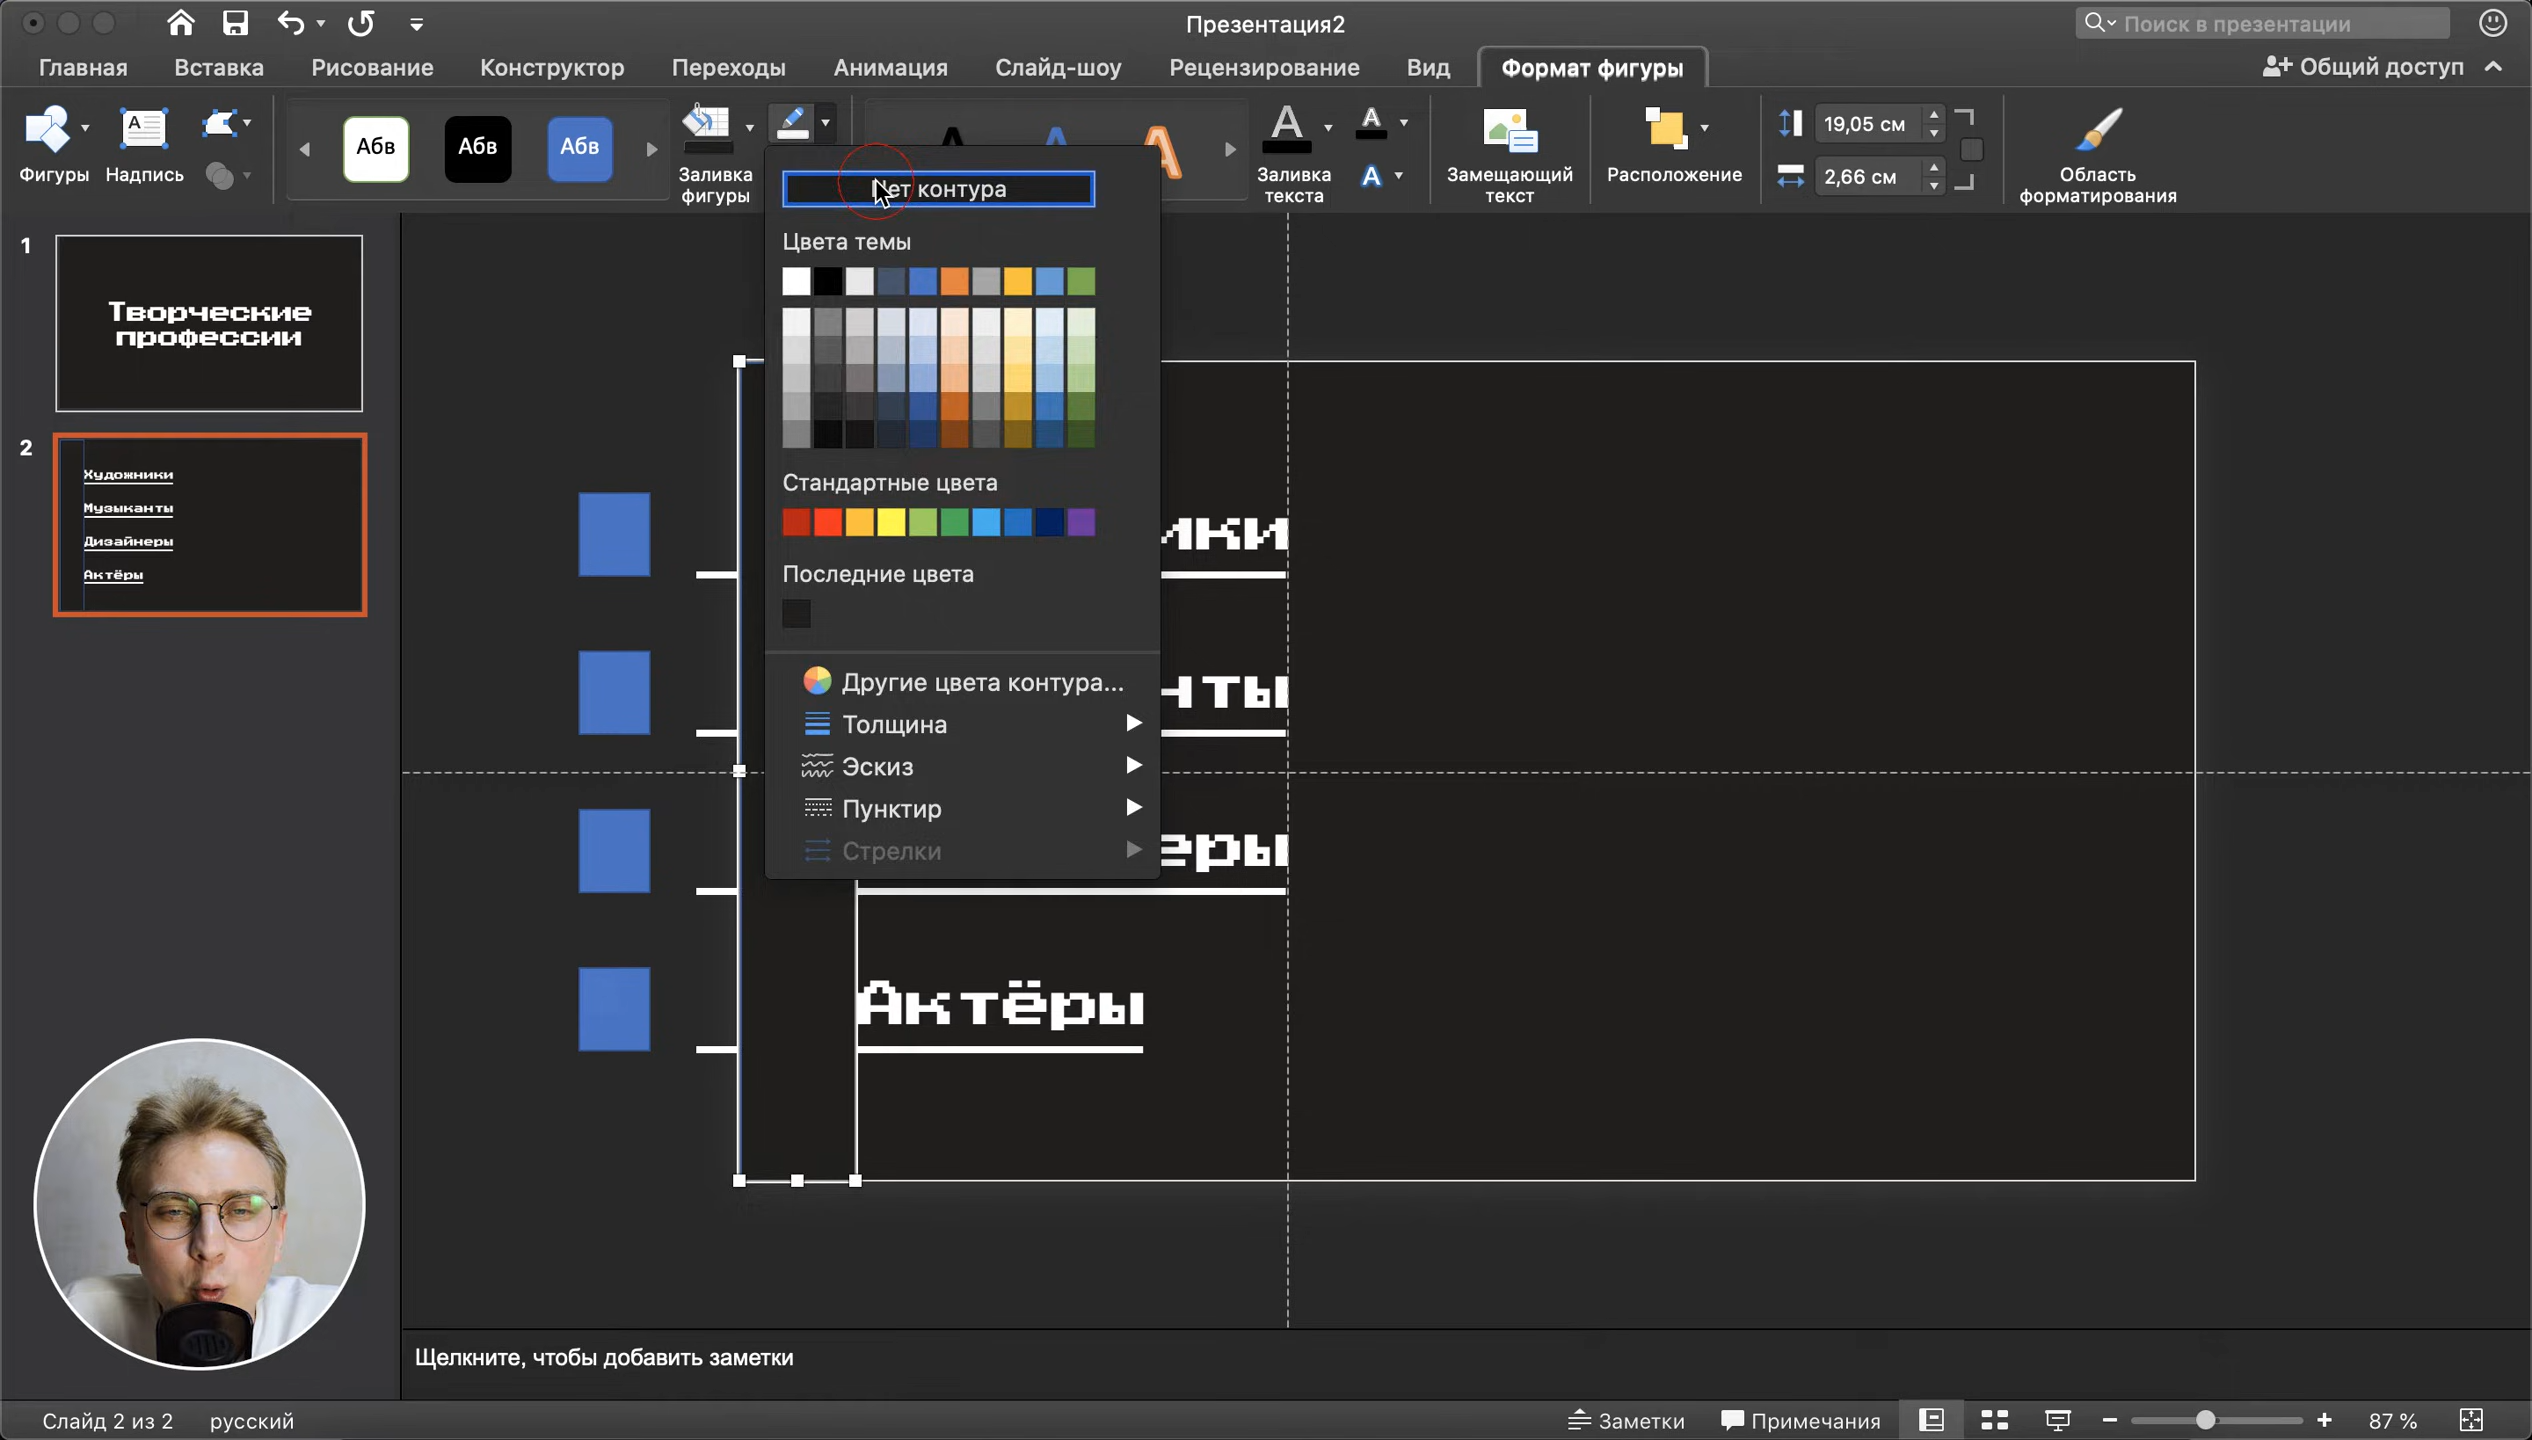 Презентация2
Поиск в презентации
Главная
Вставка
Рисование
Конструктор
Переходы
Анимация
Слайд-шоу
Рецензирование
Вид
Формат фигуры
Общий доступ
Фигуры
A
Надпись
Абв
Абв
Абв
Заливка
фигуры
A
A
A
A
Заливка
текста
Замещающий
текст
Расположение
19,05 см
2,66 см
Область
форматирования
Нет контура
Цвета темы
Стандартные цвета
Последние цвета
Другие цвета контура...
Толщина
Эскиз
Пунктир
Стрелки
1
Творческие
профессии
2
Художники
Музыканты
Дизайнеры
Актёры
ики
нты
еры
Актёры
Щелкните, чтобы добавить заметки
Слайд 2 из 2
русский
Заметки
Примечания
87 %